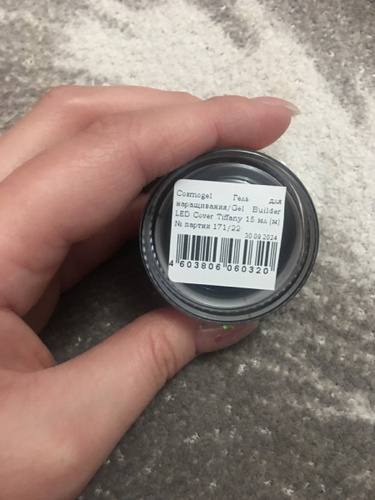 Cosmogel Гель для
наращивания/Gel Builder
LED Cover Tiffany 15 мл (м)
№ партии 171/22
30.09.2024
4 603806 060320